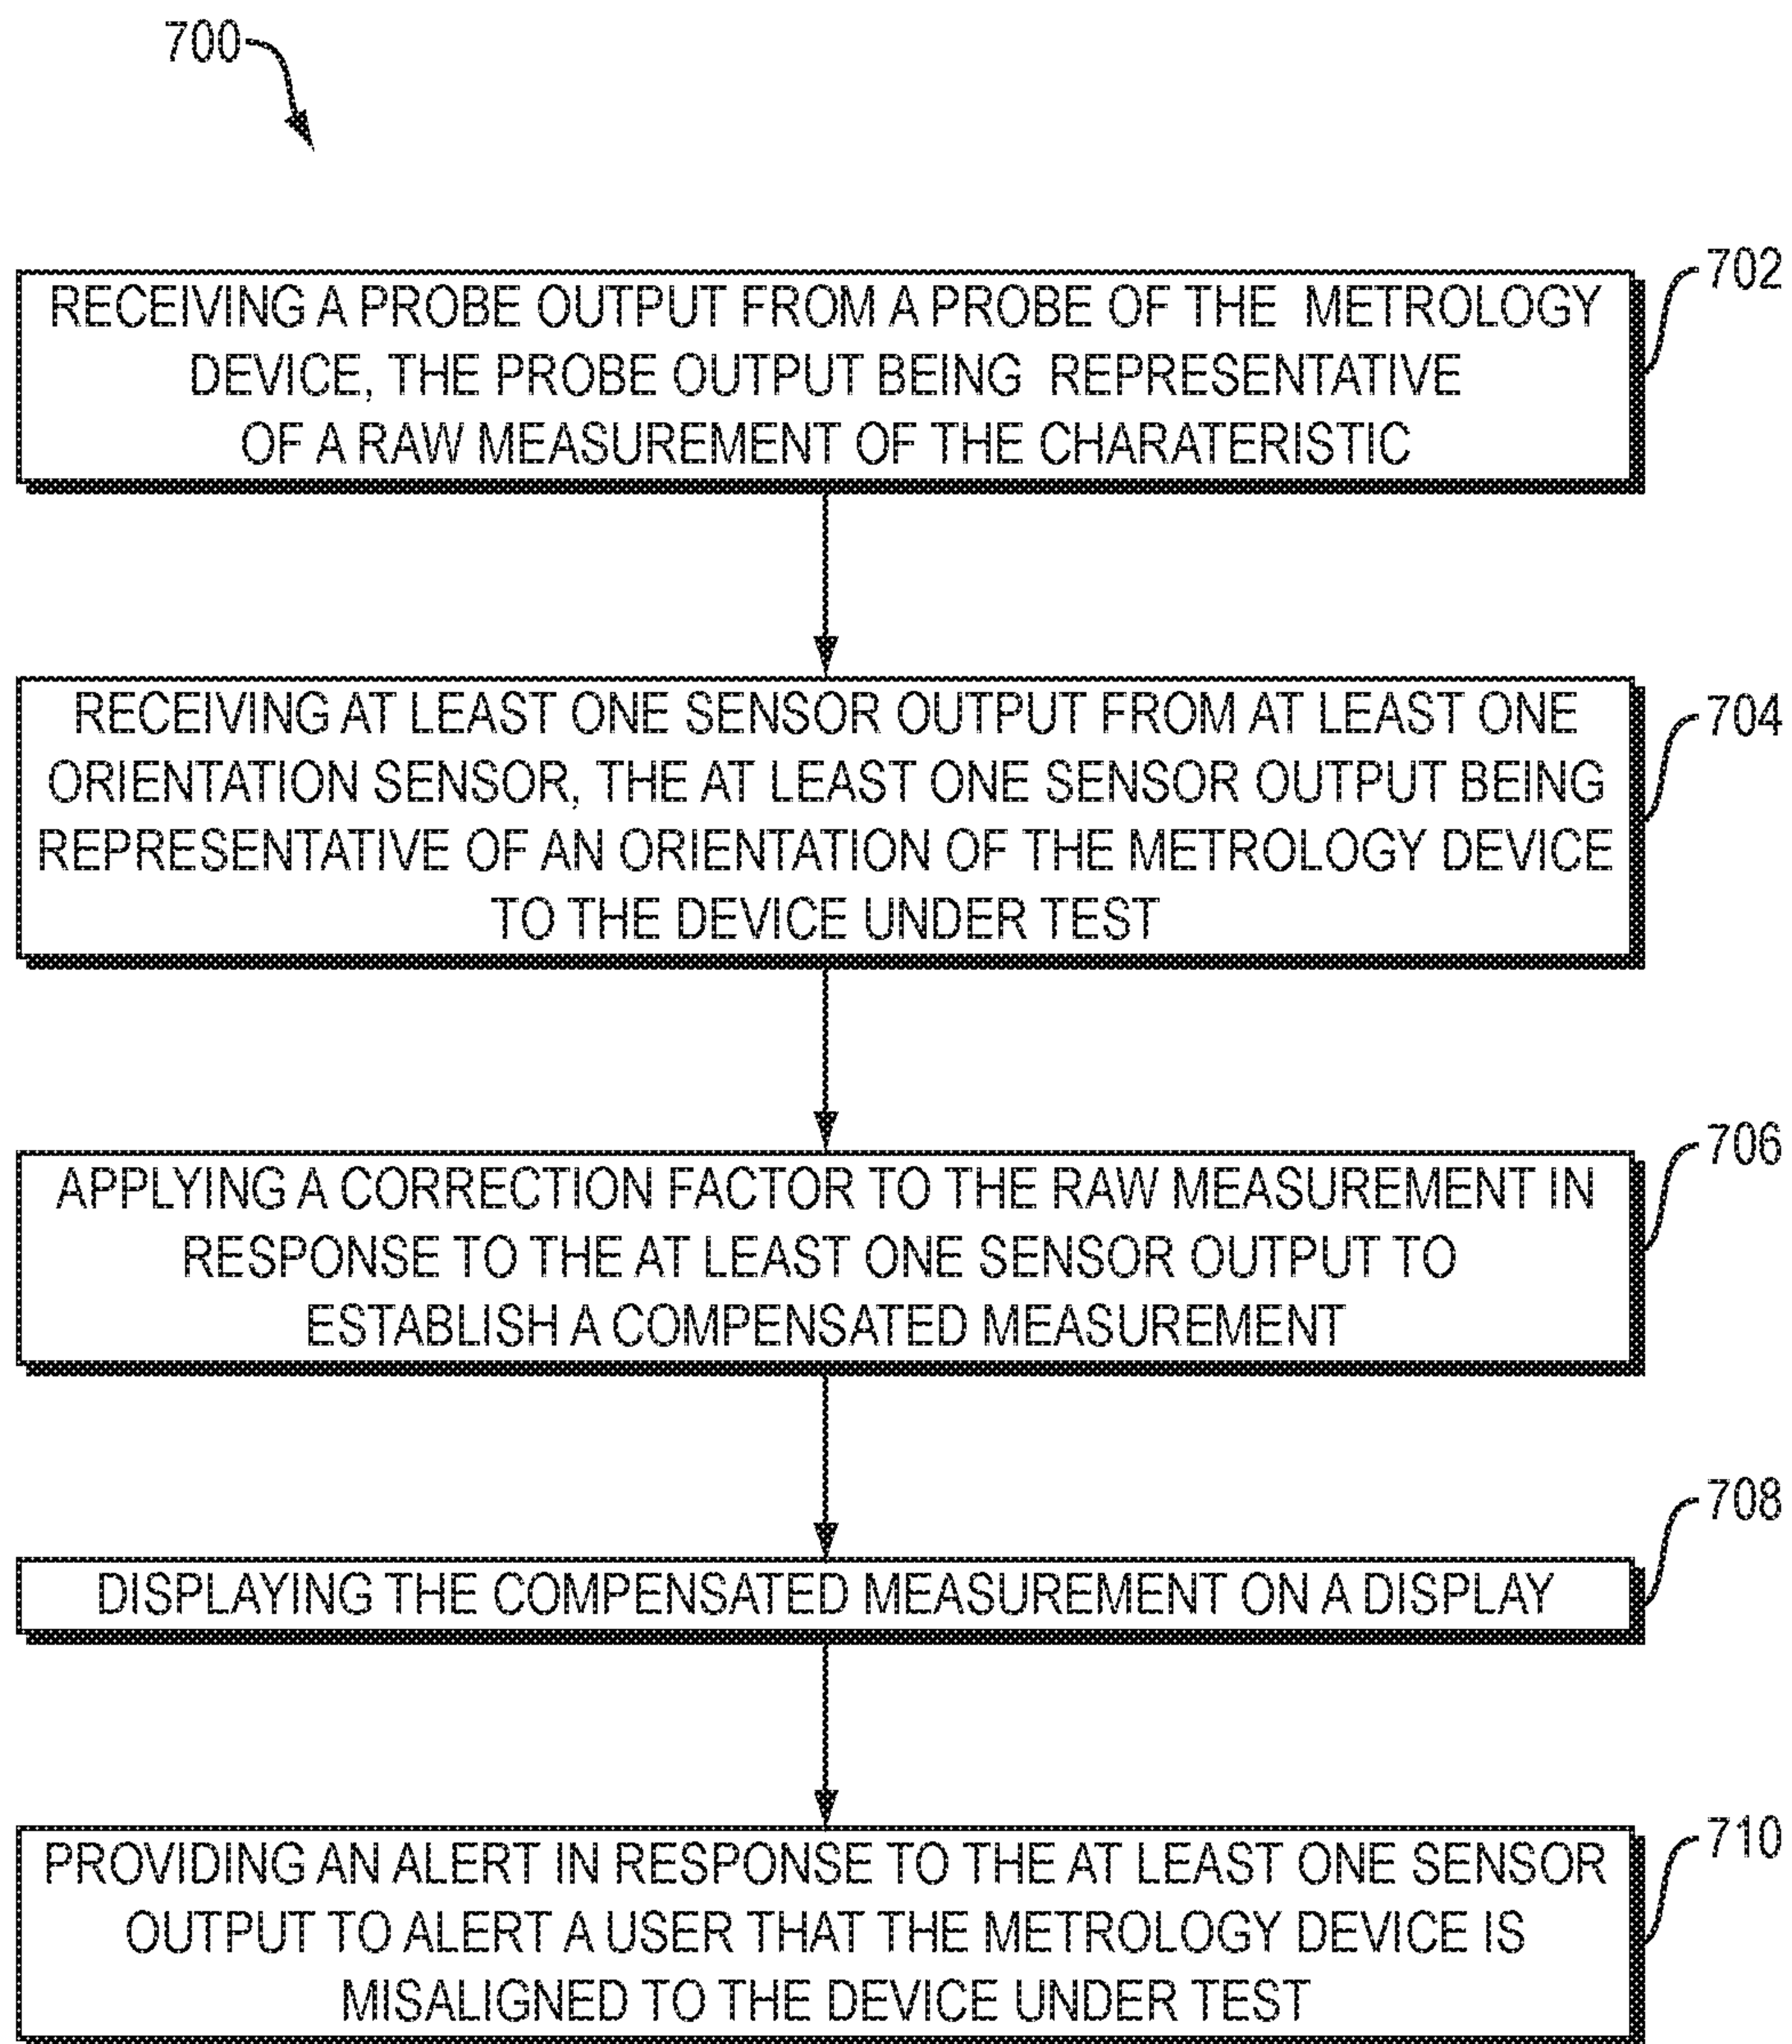 700
RECEIVING A PROBE OUTPUT FROM A PROBE OF THE METROLOGY
DEVICE, THE PROBE OUTPUT BEING REPRESENTATIVE
OF A RAW MEASUREMENT OF THE CHARATERISTIC
702
RECEIVING AT LEAST ONE SENSOR OUTPUT FROM AT LEAST ONE
ORIENTATION SENSOR, THE AT LEAST ONE SENSOR OUTPUT BEING
REPRESENTATIVE OF AN ORIENTATION OF THE METROLOGY DEVICE
TO THE DEVICE UNDER TEST
704
APPLYING A CORRECTION FACTOR TO THE RAW MEASUREMENT IN
RESPONSE TO THE AT LEAST ONE SENSOR OUTPUT TO
ESTABLISH A COMPENSATED MEASUREMENT
706
DISPLAYING THE COMPENSATED MEASUREMENT ON A DISPLAY
708
PROVIDING AN ALERT IN RESPONSE TO THE AT LEAST ONE SENSOR
OUTPUT TO ALERT A USER THAT THE METROLOGY DEVICE IS
MISALIGNED TO THE DEVICE UNDER TEST
710